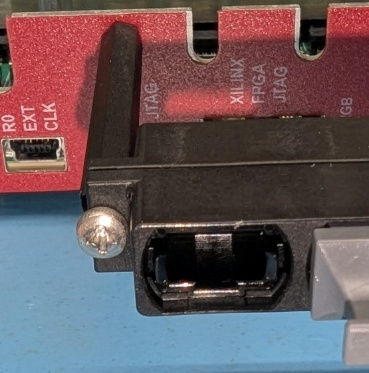 R0
EXT
CLK
JTAG
XILINX
FPGA
JTAG
GB